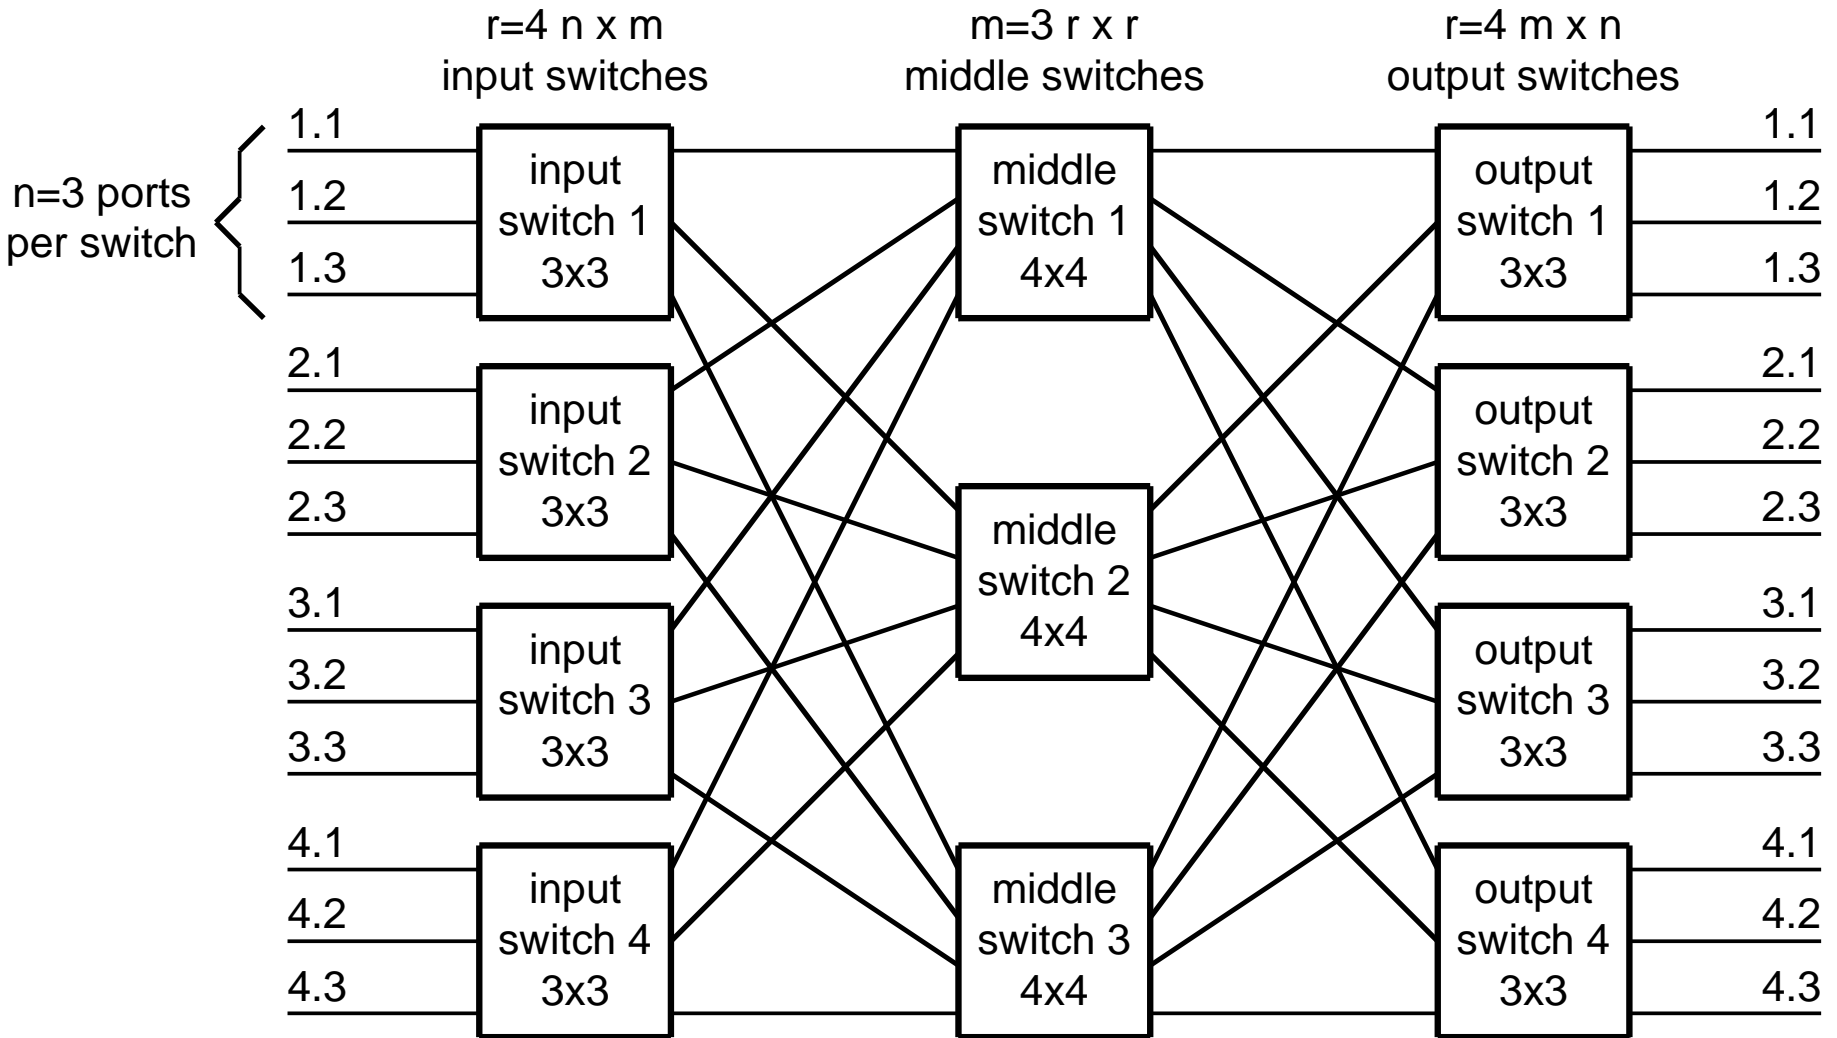 r=4 n x m
input switches
m=3 r x r
middle switches
r=4 m x n
output switches
n=3 ports
per switch
1.1
1.2
1.3
2.1
2.2
2.3
3.1
3.2
3.3
4.1
4.2
4.3
input
switch 1
3x3
input
switch 2
3x3
input
switch 3
3x3
input
switch 4
3x3
middle
switch 1
4x4
middle
switch 2
4x4
middle
switch 3
4x4
output
switch 1
3x3
output
switch 2
3x3
output
switch 3
3x3
output
switch 4
3x3
1.1
1.2
1.3
2.1
2.2
2.3
3.1
3.2
3.3
4.1
4.2
4.3